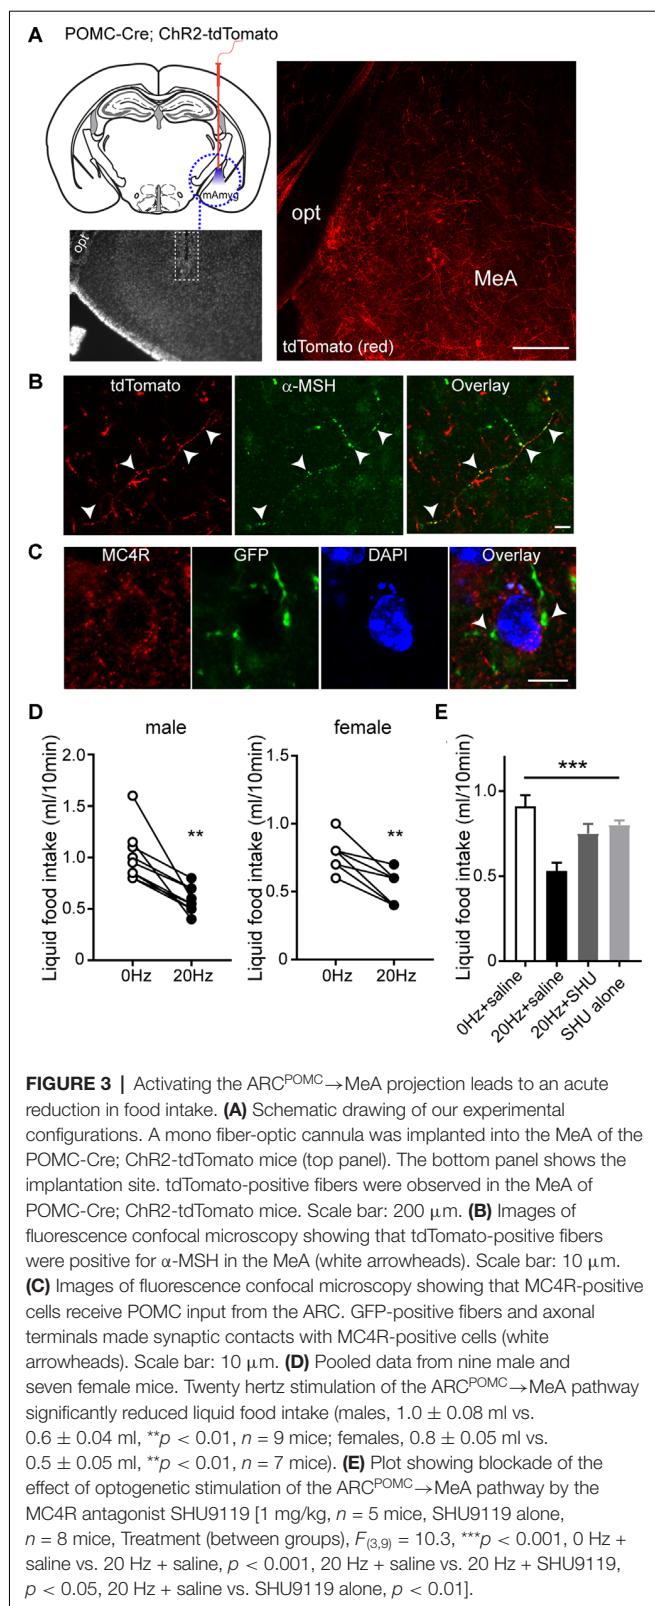 A POMC-Cre; ChR2-tdTomato
mAmyg
opt
opt
MeA
tdTomato (red)
B
tdTomato α-MSH Overlay
C
MC4R GFP DAPI Overlay
D
male
Liquid food intake (ml/10min)
2.0
1.5
1.0
0.5
0
**
0Hz 20Hz
female
Liquid food intake (ml/10min)
1.5
1.0
0.5
0
**
0Hz 20Hz
E
Liquid food intake (ml/10min)
1.0
0.5
0
***
0Hz+saline
20Hz+saline
20Hz+SHU
SHU alone
FIGURE 3 | Activating the ARCPOMC→MeA projection leads to an acute
reduction in food intake. (A) Schematic drawing of our experimental
configurations. A mono fiber-optic cannula was implanted into the MeA of the
POMC-Cre; ChR2-tdTomato mice (top panel). The bottom panel shows the
implantation site. tdTomato-positive fibers were observed in the MeA of
POMC-Cre; ChR2-tdTomato mice. Scale bar: 200 μm. (B) Images of
fluorescence confocal microscopy showing that tdTomato-positive fibers
were positive for α-MSH in the MeA (white arrowheads). Scale bar: 10 μm.
(C) Images of fluorescence confocal microscopy showing that MC4R-positive
cells receive POMC input from the ARC. GFP-positive fibers and axonal
terminals made synaptic contacts with MC4R-positive cells (white
arrowheads). Scale bar: 10 μm. (D) Pooled data from nine male and
seven female mice. Twenty hertz stimulation of the ARCPOMC→MeA pathway
significantly reduced liquid food intake (males, 1.0 ± 0.08 ml vs.
0.6 ± 0.04 ml, **p < 0.01, n = 9 mice; females, 0.8 ± 0.05 ml vs.
0.5 ± 0.05 ml, **p < 0.01, n = 7 mice). (E) Plot showing blockade of the
effect of optogenetic stimulation of the ARCPOMC→MeA pathway by the
MC4R antagonist SHU9119 [1 mg/kg, n = 5 mice, SHU9119 alone,
n = 8 mice, Treatment (between groups), F(3,9) = 10.3, ***p < 0.001, 0 Hz +
saline vs. 20 Hz + saline, p < 0.001, 20 Hz + saline vs. 20 Hz + SHU9119,
p < 0.05, 20 Hz + saline vs. SHU9119 alone, p < 0.01].